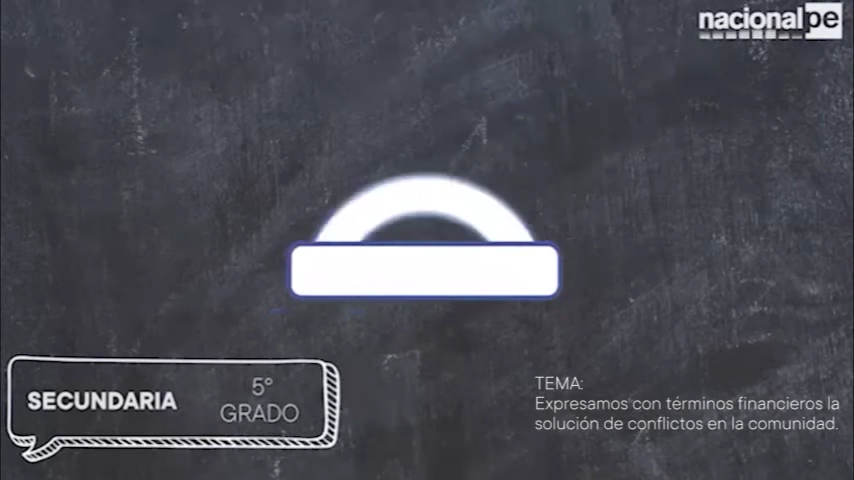 nacionalpe
SECUNDARIA
5°
GRADO
TEMA:
Expresamos con términos financieros la
solución de conflictos en la comunidad.